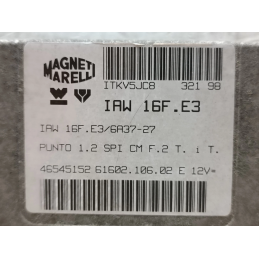 MAGNETI
MARELLI
ITKV5JC8 321 98
IAW 16F.E3
IAW 16F.E3/6A37-27
PUNTO 1.2 SPI CM F.2 T. i T.
46545152 61602.106.02 E 12V=